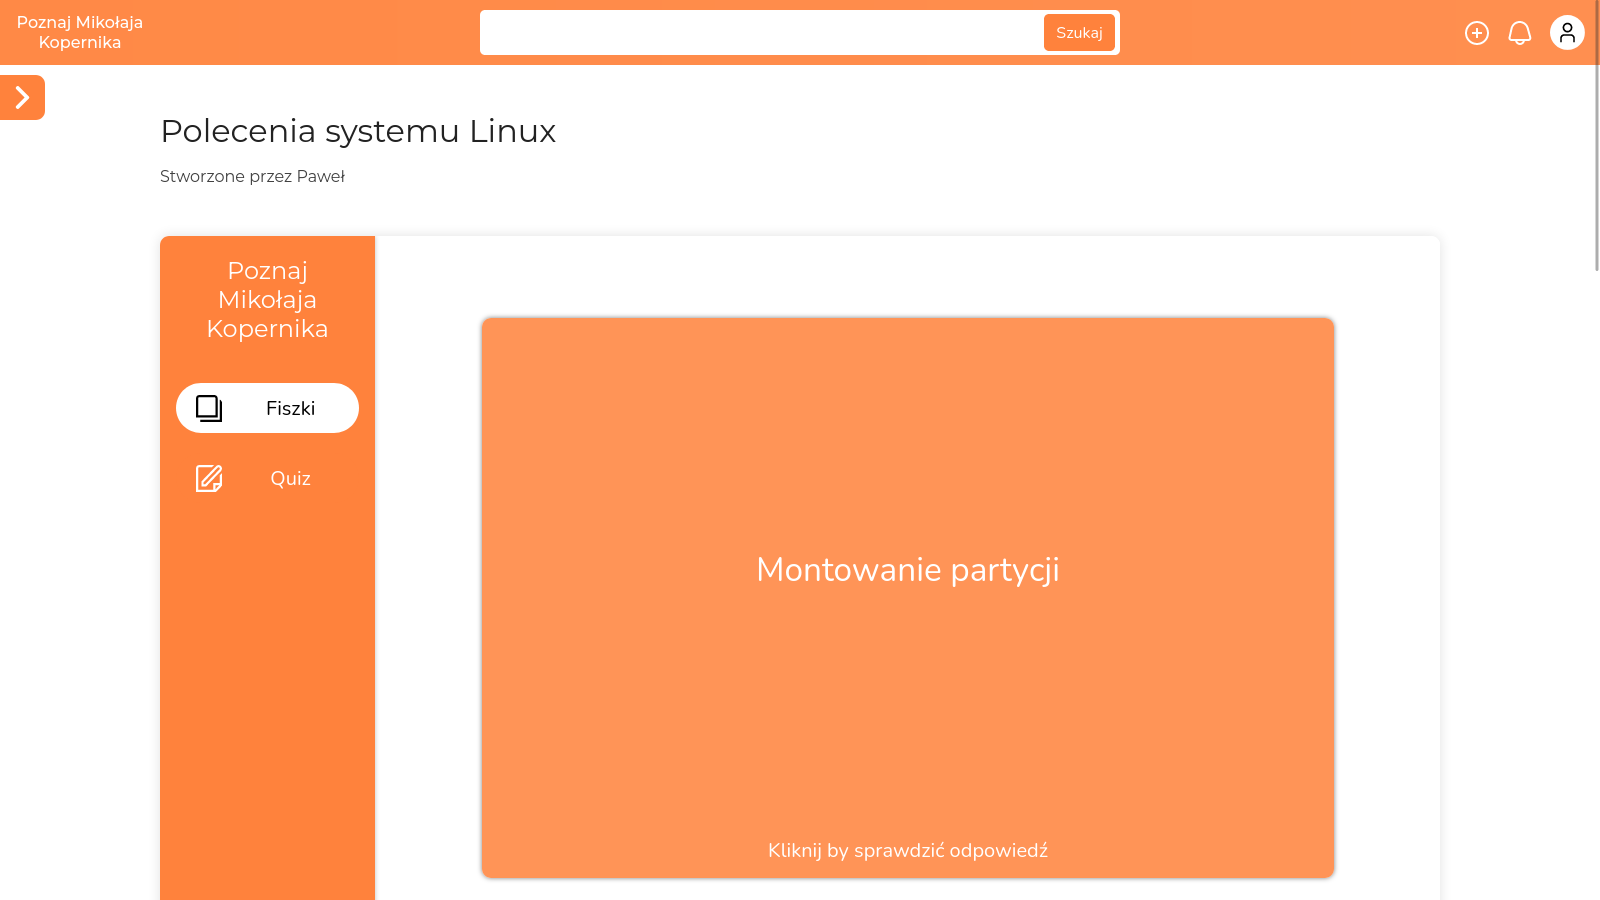 Poznaj Mikołaja
Kopernika
Szukaj
Polecenia systemu Linux
Stworzone przez Paweł
Poznaj
Mikołaja
Kopernika
Fiszki
Quiz
Montowanie partycji
Kliknij by sprawdzić odpowiedź